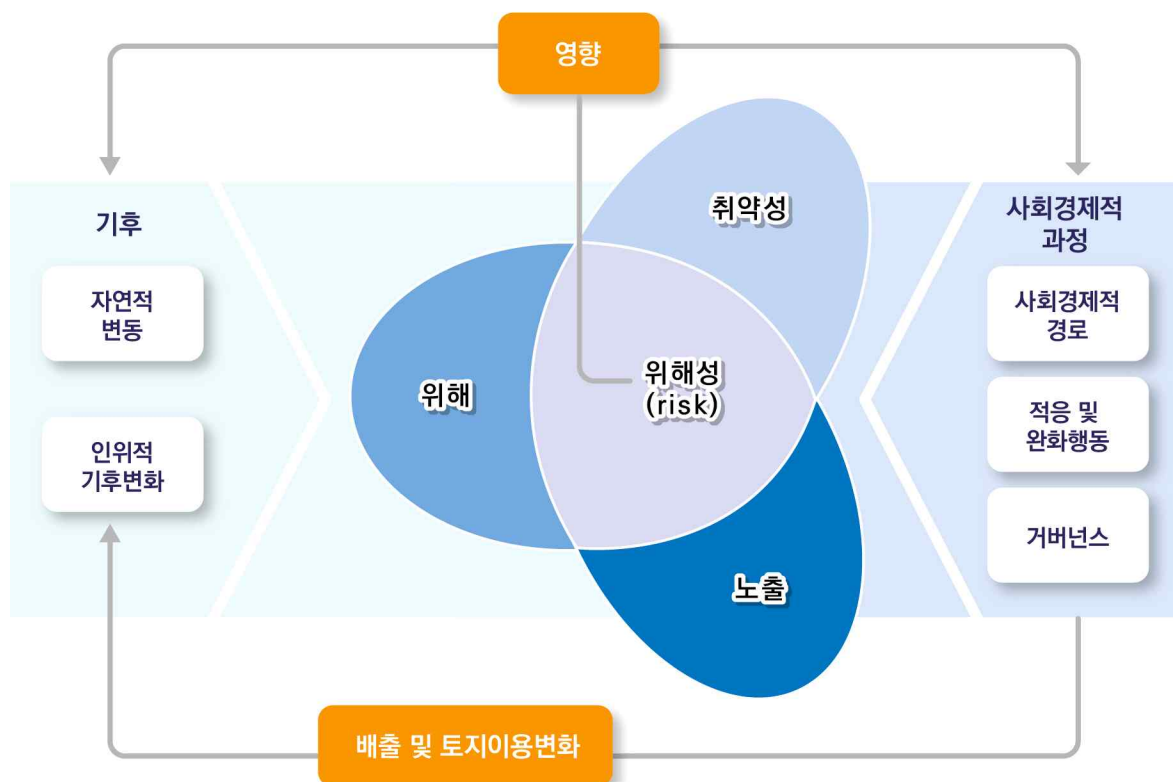 영향
기후
자연적
변동
인위적
기후변화
취약성
위해
위해성
(risk)
노출
사회경제적
과정
사회경제적
경로
적응 및
완화행동
거버넌스
배출 및 토지이용변화